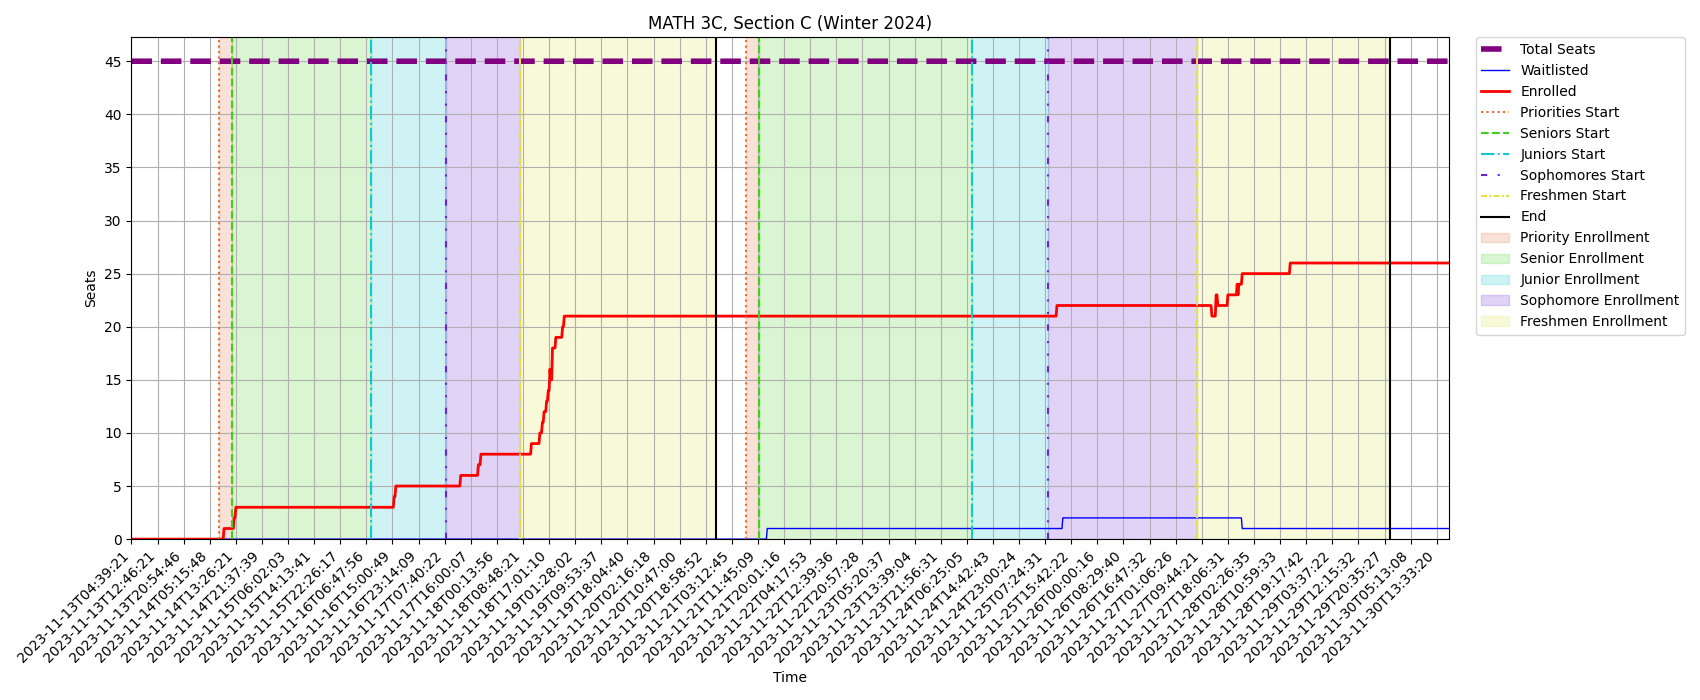 MATH 3C, Section C (Winter 2024)
Seats
45
40
35
30
25
20
15
10
5
0
2023-11-13T04:39:21
2023-11-13T12:46:21
2023-11-13T20:54:46
2023-11-14T05:15:48
2023-11-14T13:26:21
2023-11-14T21:37:39
2023-11-15T06:02:03
2023-11-15T14:13:41
2023-11-15T22:26:17
2023-11-16T06:47:56
2023-11-16T15:00:49
2023-11-16T23:14:09
2023-11-17T07:40:22
2023-11-17T16:00:07
2023-11-18T00:13:56
2023-11-18T08:48:21
2023-11-18T17:01:10
2023-11-19T01:28:02
2023-11-19T09:53:37
2023-11-19T18:04:40
2023-11-20T02:16:18
2023-11-20T10:47:00
2023-11-20T18:58:52
2023-11-21T03:12:45
2023-11-21T11:45:09
2023-11-21T20:01:16
2023-11-22T04:17:53
2023-11-22T12:39:36
2023-11-22T20:57:28
2023-11-23T05:20:37
2023-11-23T13:39:04
2023-11-23T21:56:31
2023-11-24T06:25:05
2023-11-24T14:42:43
2023-11-24T23:00:24
2023-11-25T07:24:31
2023-11-25T15:42:22
2023-11-26T00:00:16
2023-11-26T08:29:40
2023-11-26T16:47:32
2023-11-27T01:06:26
2023-11-27T09:44:21
2023-11-27T18:06:31
2023-11-28T02:26:35
2023-11-28T10:59:33
2023-11-28T19:17:42
2023-11-29T03:37:22
2023-11-29T12:15:32
2023-11-29T20:35:27
2023-11-30T05:13:08
2023-11-30T13:33:20
Time
Total Seats
Waitlisted
Enrolled
Priorities Start
Seniors Start
Juniors Start
Sophomores Start
Freshmen Start
End
Priority Enrollment
Senior Enrollment
Junior Enrollment
Sophomore Enrollment
Freshmen Enrollment